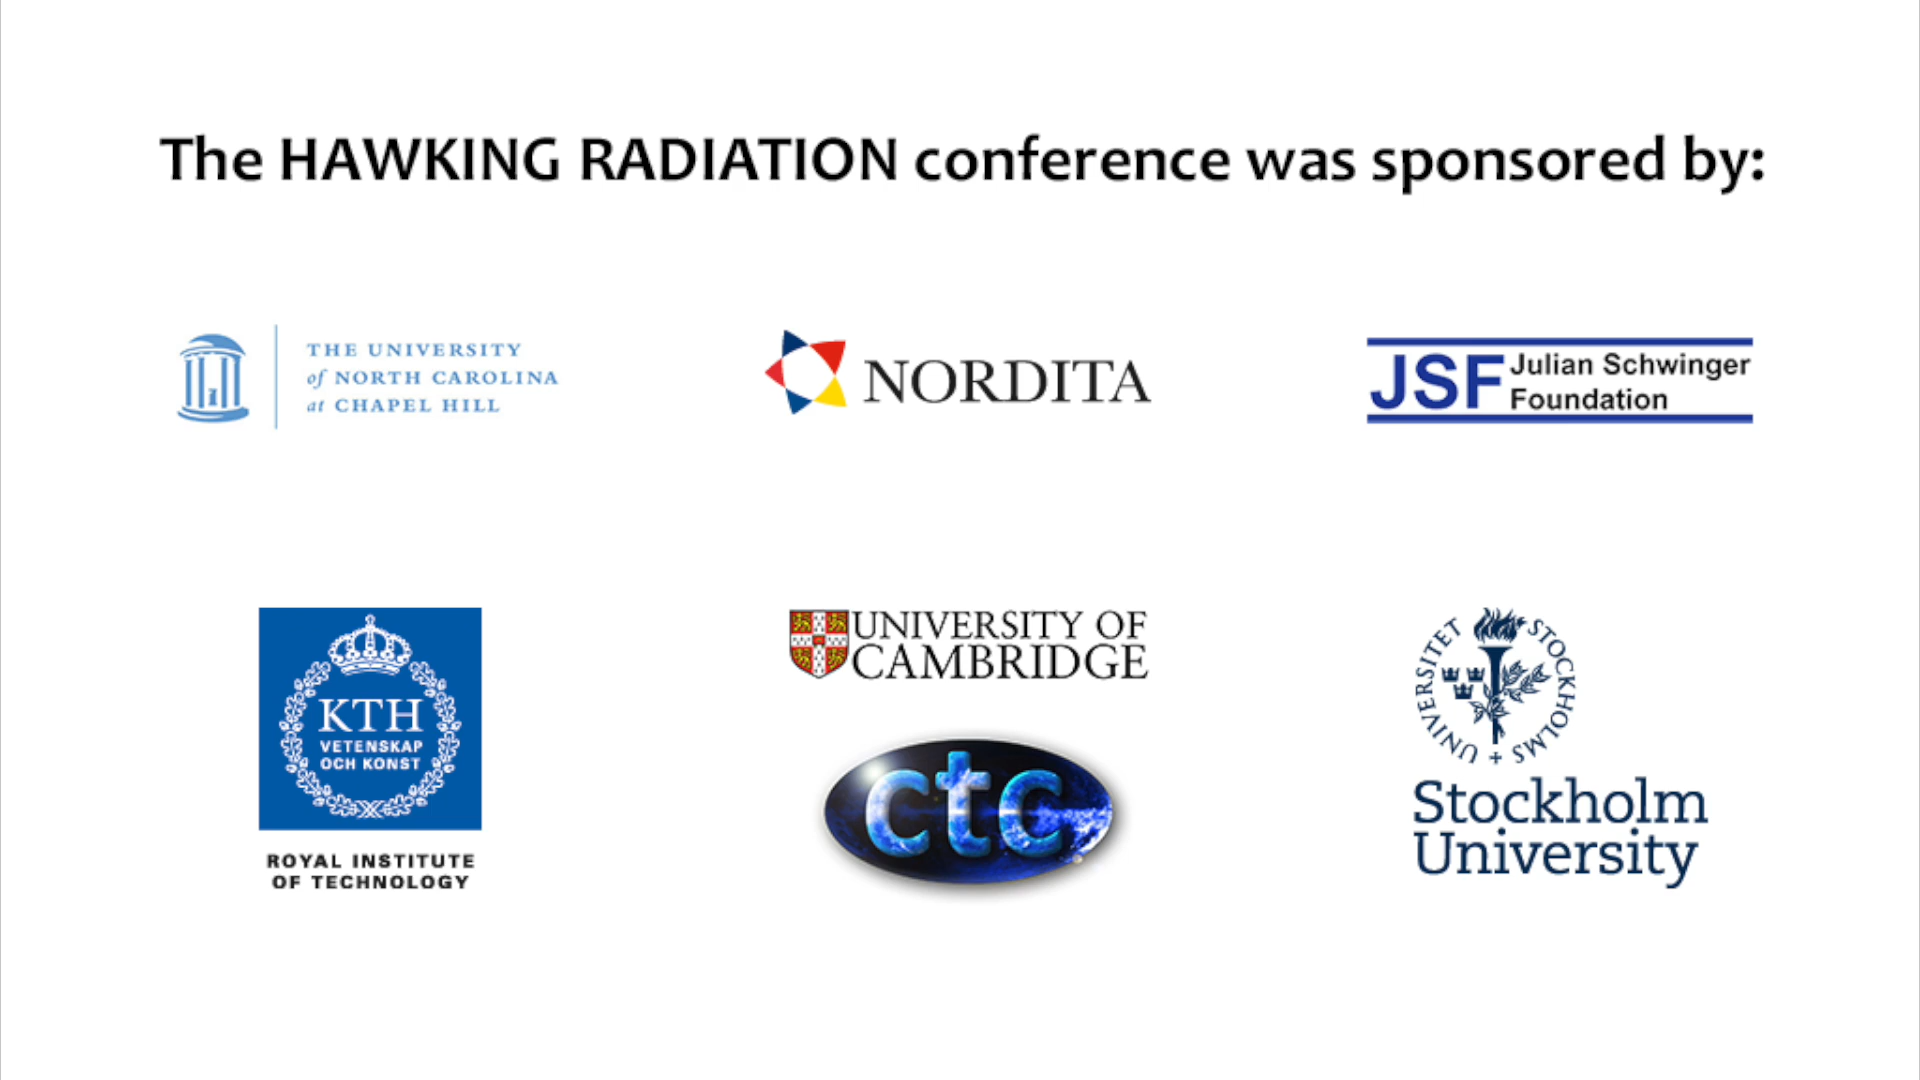 The HAWKING RADIATION conference was sponsored by:
THE UNIVERSITY
of NORTH CAROLINA
at CHAPEL HILL
NORDITA
JSF Julian Schwinger
Foundation
KTH
VETENSKAP
OCH KONST
ROYAL INSTITUTE
OF TECHNOLOGY
UNIVERSITY OF
CAMBRIDGE
ctc
STOCKHOLMS + UNIVERSITET
Stockholm
University